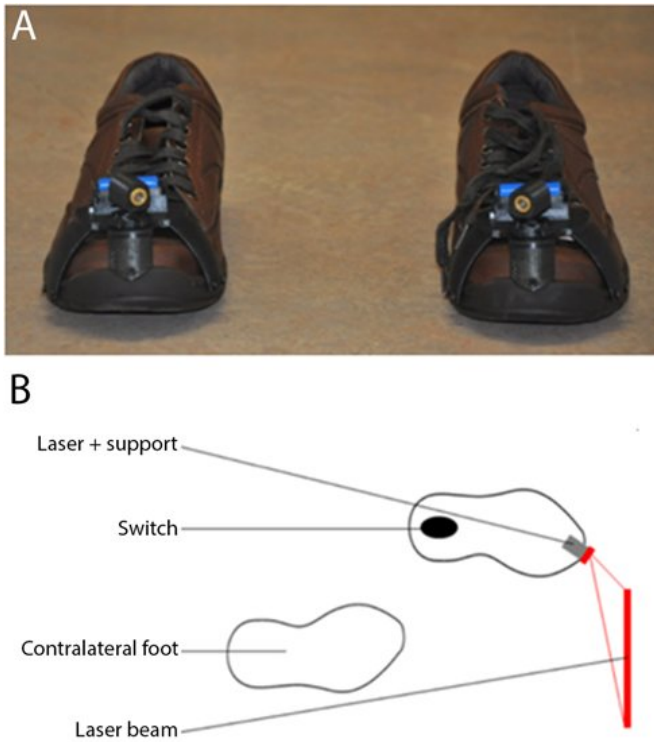 A
B
Laser + support
Switch
Contralateral foot
Laser beam